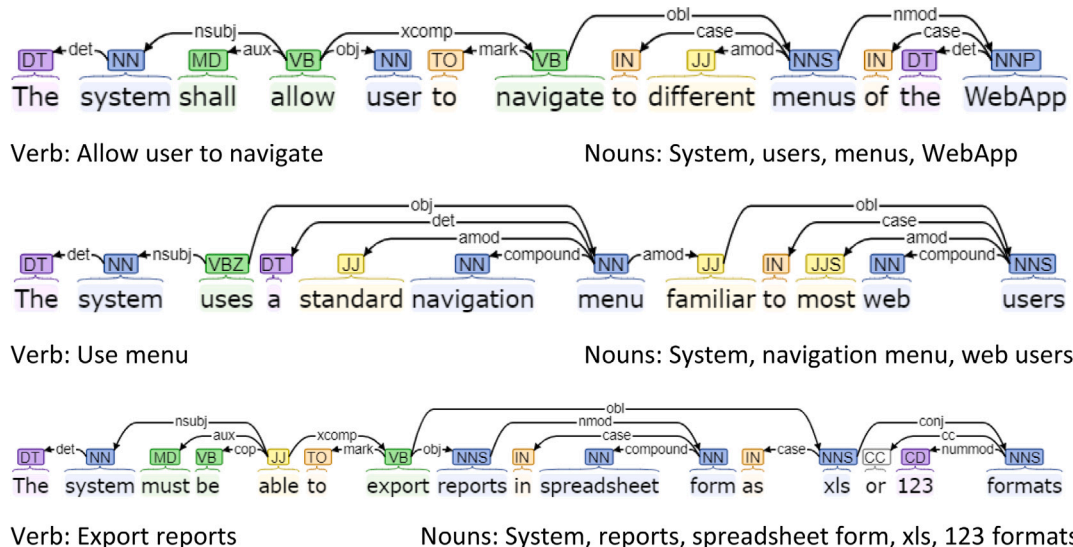 obl
nsubj xcomp case nmod case
det aux obj mark amod det
DT NN MD VB NN TO VB IN JJ NNS IN DT NNP
The system shall allow user to navigate to different menus of the WebApp
Verb: Allow user to navigate Nouns: System, users, menus, WebApp
obj obl
det case
amod amod
det nsubj compound amod compound
DT NN VBZ DT JJ NN NN JJ IN JJS NN NNS
The system uses a standard navigation menu familiar to most web users
Verb: Use menu Nouns: System, navigation menu, web users
obl
nsubj nmod conj
aux xcomp case cc
det cop mark obj compound case nummod
DT NN MD VB JJ TO VB NNS IN NN NN IN NNS CC CD NNS
The system must be able to export reports in spreadsheet form as xls or 123 formats
Verb: Export reports Nouns: System, reports, spreadsheet form, xls, 123 formats